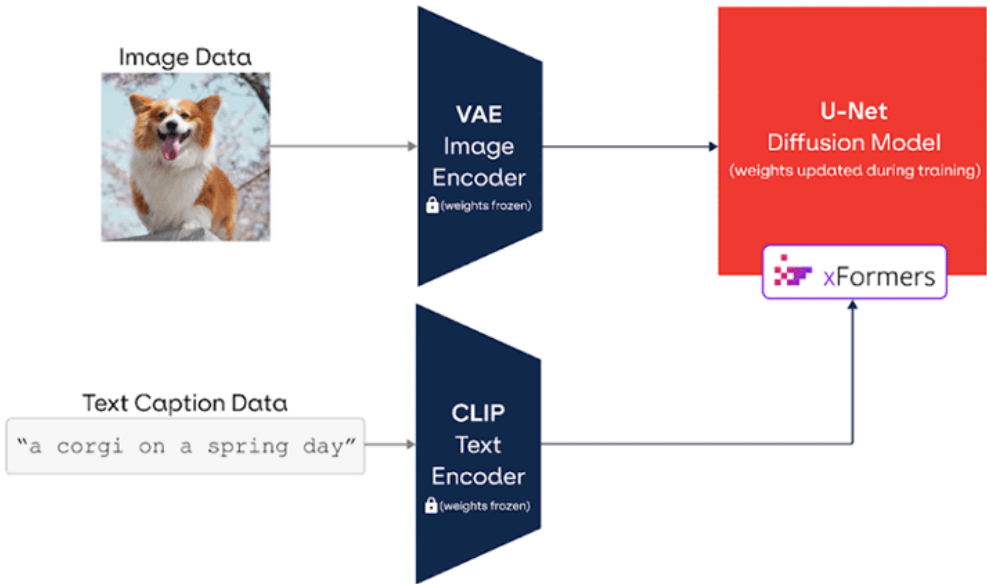 Image Data
VAE
Image
Encoder
(weights frozen)
U-Net
Diffusion Model
(weights updated during training)
xFormers
Text Caption Data
“a corgi on a spring day”
CLIP
Text
Encoder
(weights frozen)